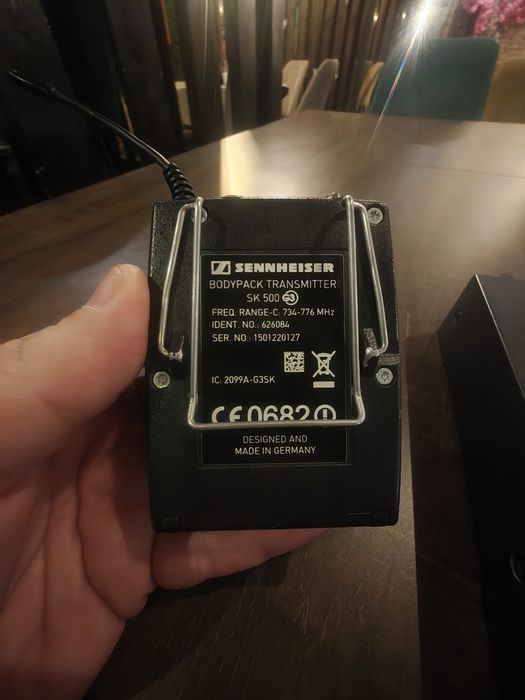 SENNHEISER
BODYPACK TRANSMITTER
SK 500 G3
FREQ. RANGE-C: 734-776 MHz
IDENT. NO.: 626084
SER. NO.: 1501220127
IC: 2099A-G3SK
CE 0682
DESIGNED AND
MADE IN GERMANY